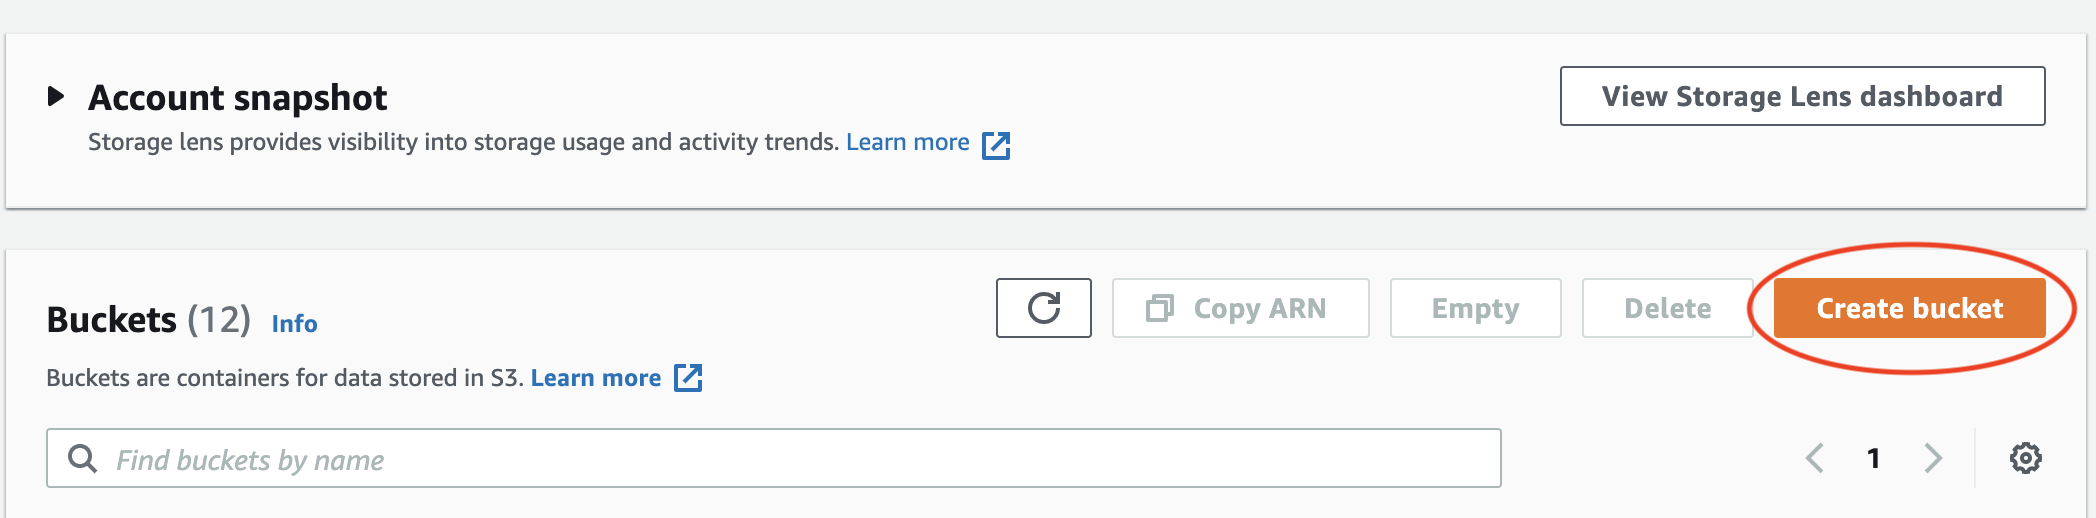 Account snapshot
View Storage Lens dashboard
Storage lens provides visibility into storage usage and activity trends. Learn more
Buckets (12) Info
Copy ARN
Empty
Delete
Create bucket
Buckets are containers for data stored in S3. Learn more
Find buckets by name
1